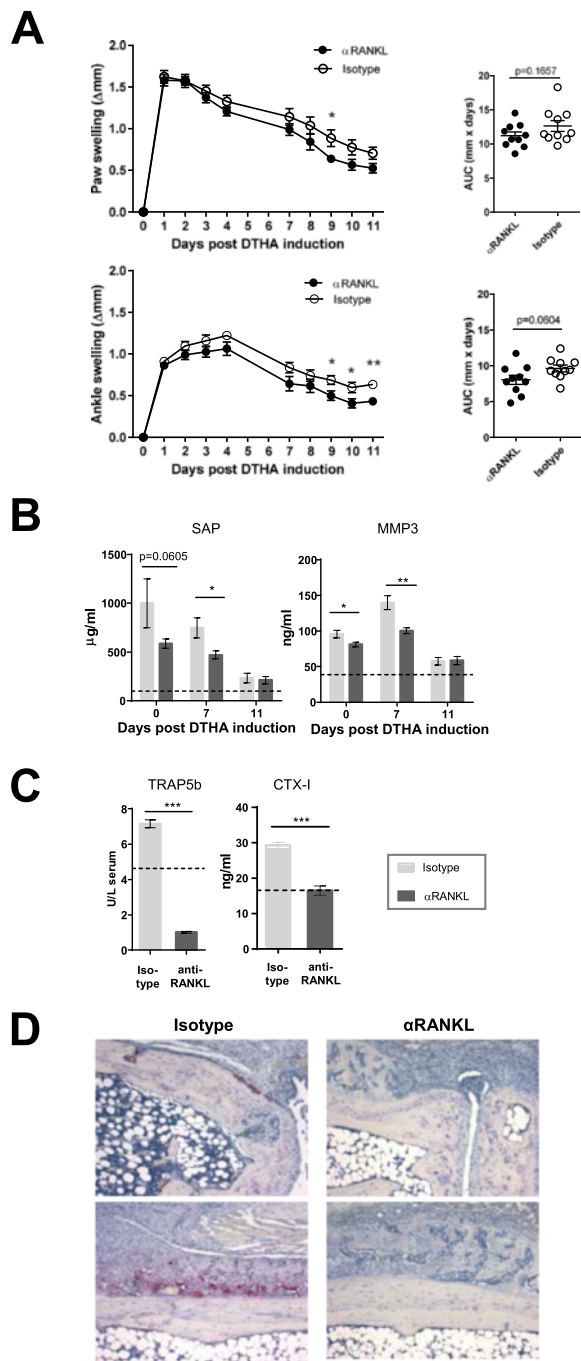 A
Paw swelling (Δmm)
2.0
1.5
1.0
0.5
0.0
αRANKL
Isotype
*
0 1 2 3 4 5 6 7 8 9 10 11
Days post DTHA induction
AUC (mm x days)
20
15
10
5
0
p=0.1657
αRANKL
Isotype
Ankle swelling (Δmm)
2.0
1.5
1.0
0.5
0.0
αRANKL
Isotype
* * **
0 1 2 3 4 5 6 7 8 9 10 11
Days post DTHA induction
AUC (mm x days)
20
15
10
5
0
p=0.0604
αRANKL
Isotype
B
SAP
μg/ml
1500
1000
500
0
p=0.0605
*
0 7 11
Days post DTHA induction
MMP3
ng/ml
200
150
100
50
0
*
**
0 7 11
Days post DTHA induction
C
TRAP5b
U/L serum
8
6
4
2
0
***
Iso-
type
anti-
RANKL
CTX-I
ng/ml
40
30
20
10
0
***
Iso-
type
anti-
RANKL
Isotype
αRANKL
D
Isotype
αRANKL